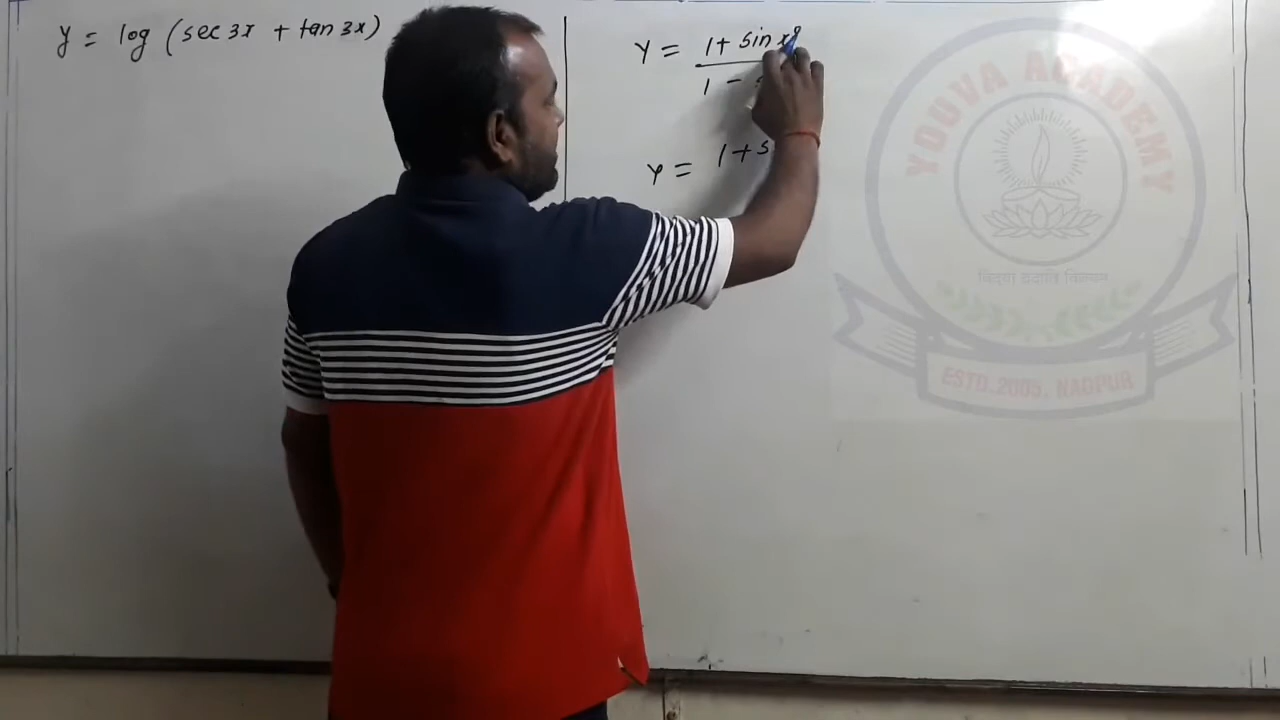 y = log (sec 3x + tan 3x)
y = 1 + sin x°
1 -
y = 1 + s
YOUVA ACADEMY
ESTD.2005, NAGPUR